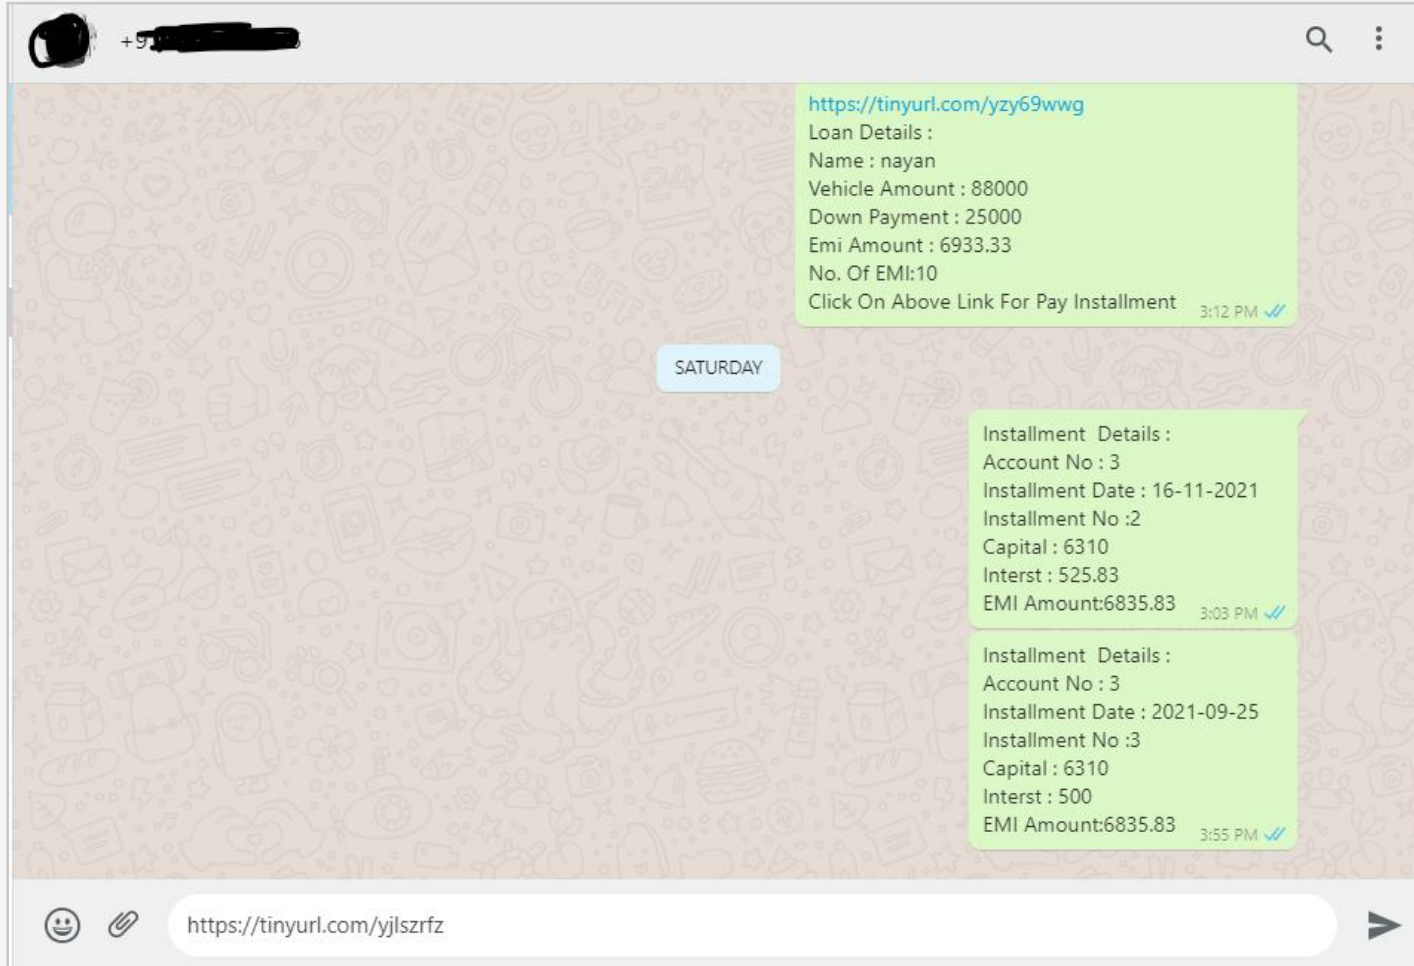 +9
https://tinyurl.com/yzy69wwg
Loan Details :
Name : nayan
Vehicle Amount : 88000
Down Payment : 25000
Emi Amount : 6933.33
No. Of EMI:10
Click On Above Link For Pay Installment
3:12 PM
SATURDAY
Installment  Details :
Account No : 3
Installment Date : 16-11-2021
Installment No :2
Capital : 6310
Interst : 525.83
EMI Amount:6835.83
3:03 PM
Installment  Details :
Account No : 3
Installment Date : 2021-09-25
Installment No :3
Capital : 6310
Interst : 500
EMI Amount:6835.83
3:55 PM
https://tinyurl.com/yjlszrfz